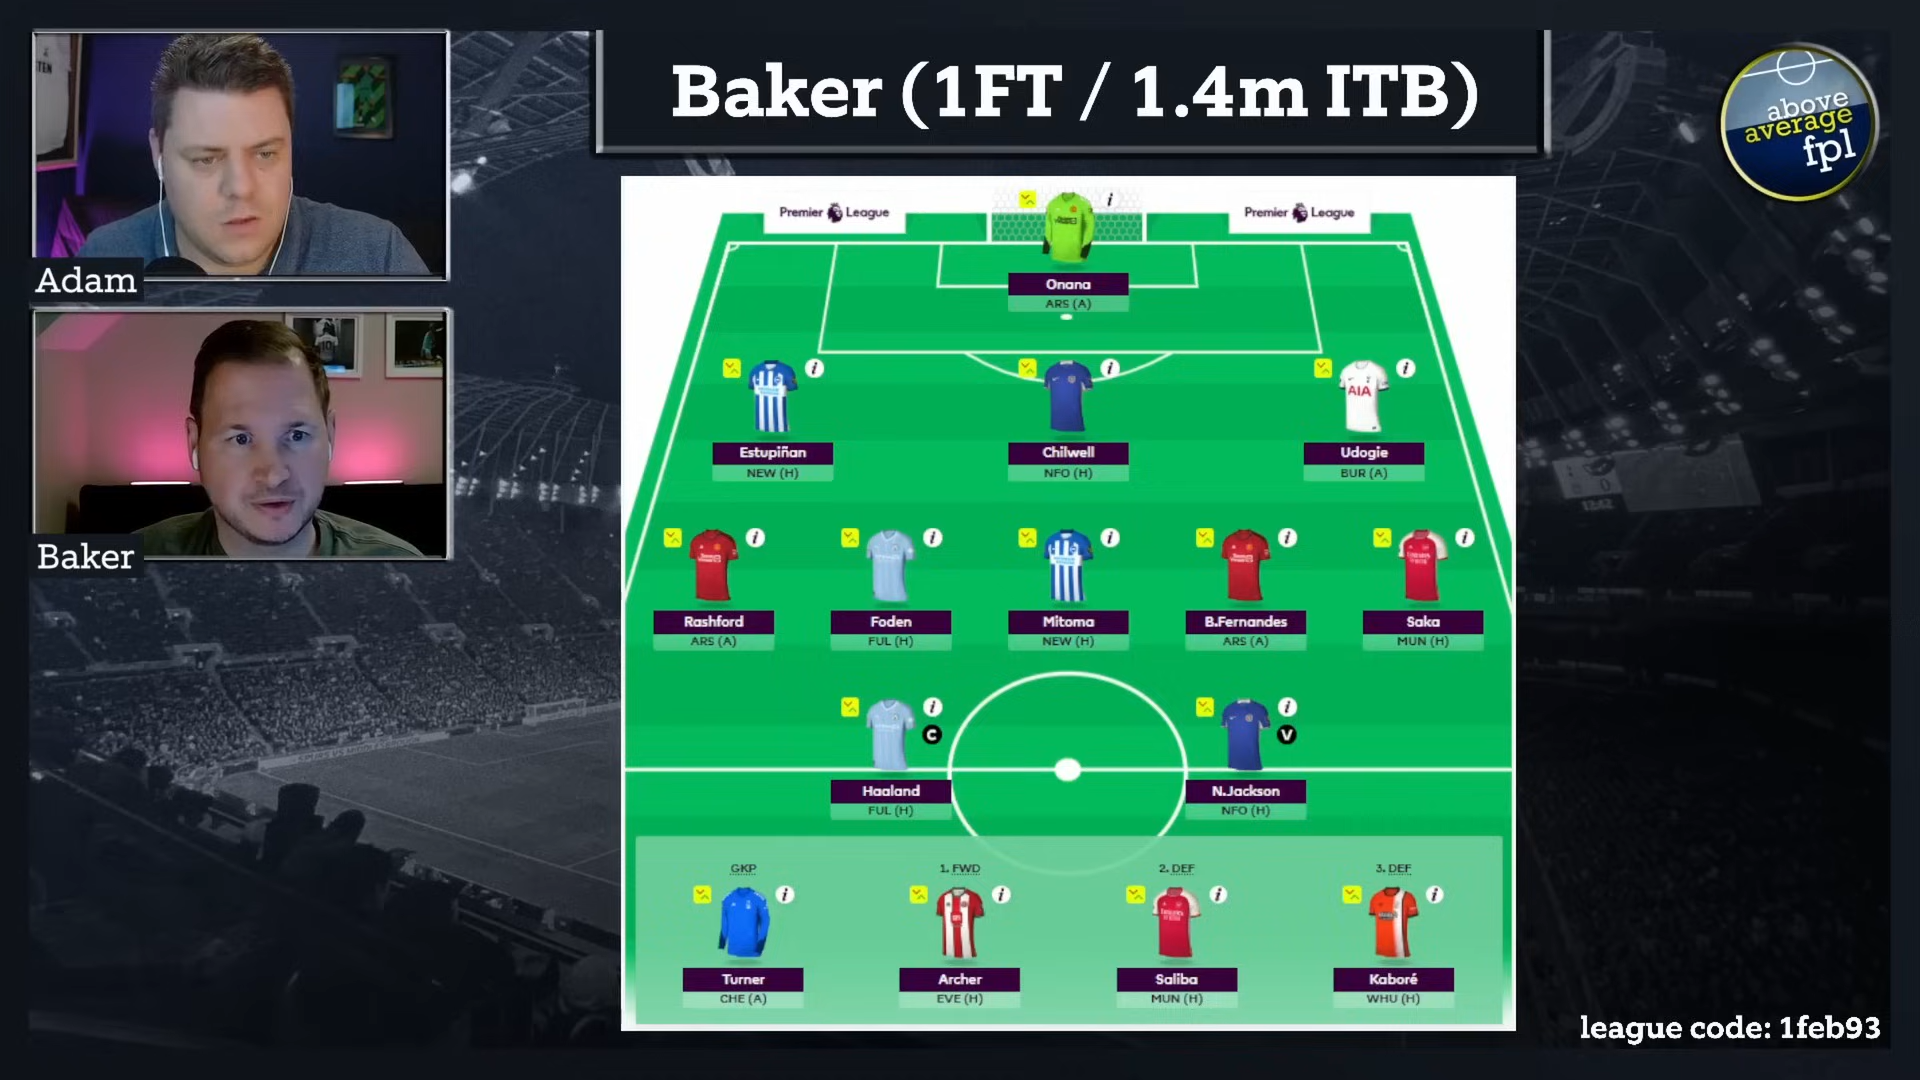 Baker (1FT / 1.4m ITB)
above
average
fpl
TEN
Adam
Baker
Premier League
Premier League
Onana
ARS (A)
Estupiñan
NEW (H)
Chilwell
NFO (H)
AIA
Udogie
BUR (A)
Rashford
ARS (A)
Foden
FUL (H)
Mitoma
NEW (H)
B.Fernandes
ARS (A)
Saka
MUN (H)
C
Haaland
FUL (H)
V
N.Jackson
NFO (H)
GKP
Turner
CHE (A)
1. FWD
Archer
EVE (H)
2. DEF
Saliba
MUN (H)
3. DEF
Kaboré
WHU (H)
league code: 1feb93